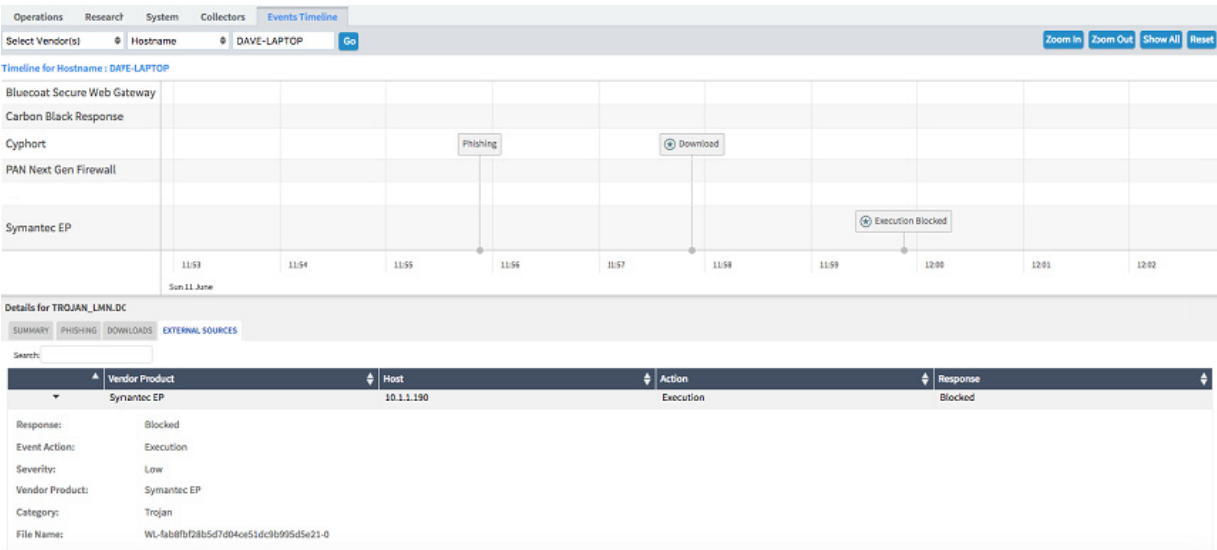 Operations Research System Collectors Events Timeline
Select Vendor(s) Hostname DAVE-LAPTOP Go Zoom In Zoom Out Show All Reset
Timeline for Hostname : DAVE-LAPTOP
Bluecoat Secure Web Gateway
Carbon Black Response
Cyphort Phishing Download
PAN Next Gen Firewall
Symantec EP Execution Blocked
11:53 11:54 11:55 11:56 11:57 11:58 11:59 12:00 12:01 12:02
Sun 11 June
Details for TROJAN_LMN.DC
SUMMARY PHISHING DOWNLOADS EXTERNAL SOURCES
Search:
Vendor Product Host Action Response
Symantec EP 10.1.1.190 Execution Blocked
Response: Blocked
Event Action: Execution
Severity: Low
Vendor Product: Symantec EP
Category: Trojan
File Name: WL-fab8fbf28b5d7d04ce51dc9b995d5e21-0